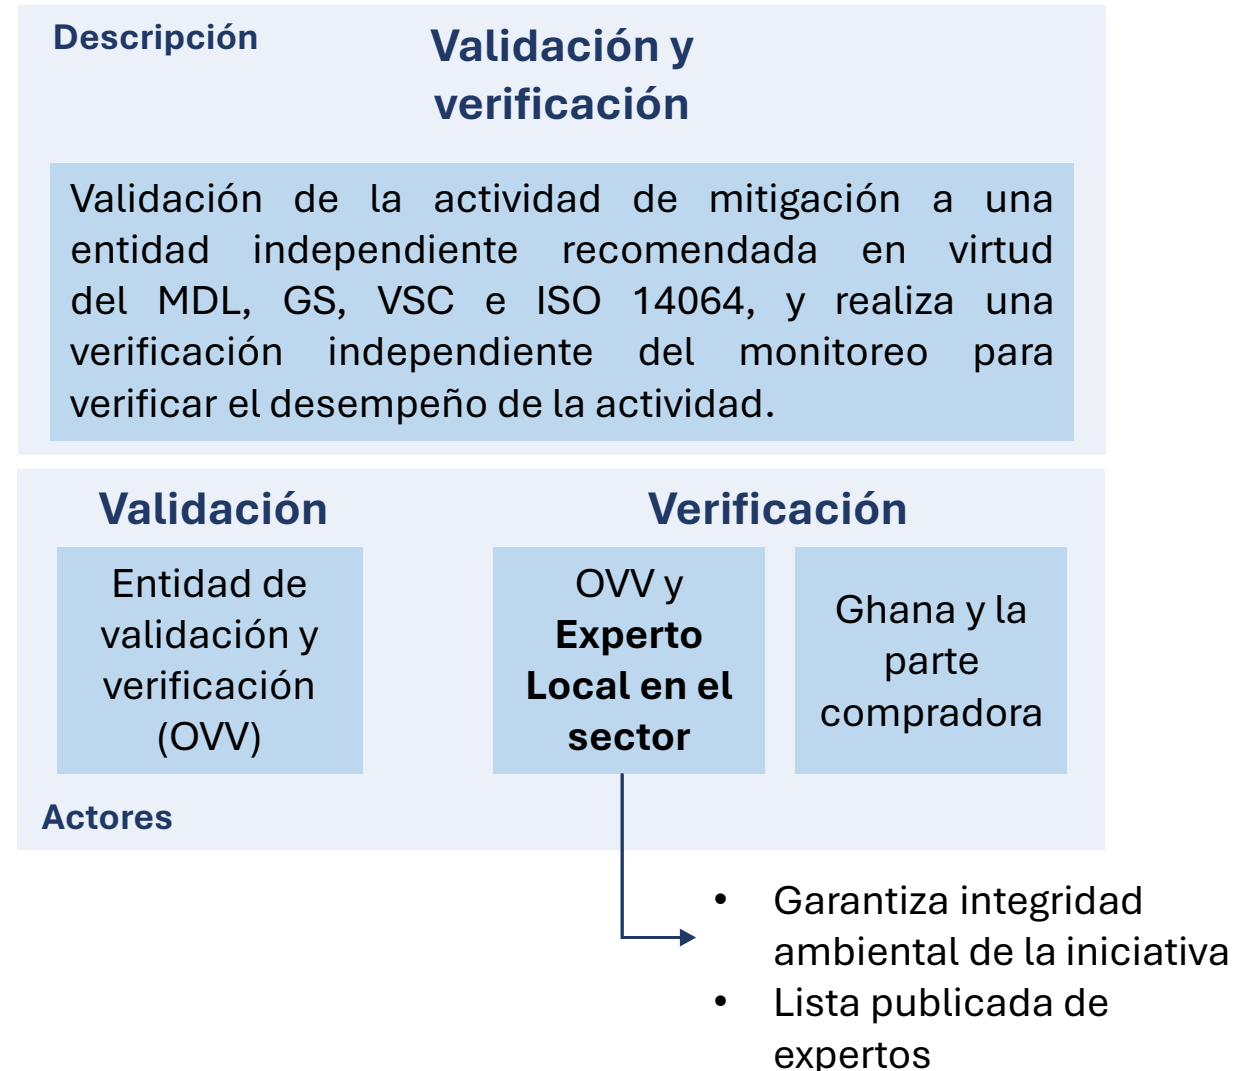 Descripción
Validación y
verificación
Validación de la actividad de mitigación a una
entidad independiente recomendada en virtud
del MDL, GS, VSC e ISO 14064, y realiza una
verificación independiente del monitoreo para
verificar el desempeño de la actividad.
Validación
Entidad de
validación y
verificación
(OVV)
Verificación
OVV y
Experto
Local en el
sector
Ghana y la
parte
compradora
Actores
• Garantiza integridad
ambiental de la iniciativa
• Lista publicada de
expertos